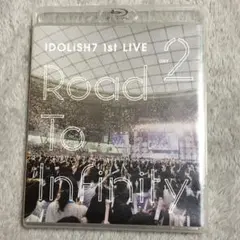 IDOLiSH7 1st LIVE
2
Road
To
infinity